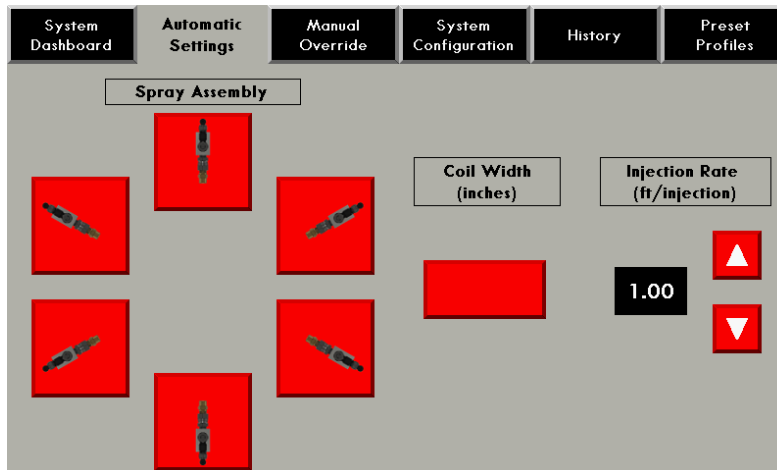 System
Dashboard
Automatic
Settings
Manual
Override
System
Configuration
History
Preset
Profiles
Spray Assembly
Coil Width
(inches)
Injection Rate
(ft/injection)
1.00